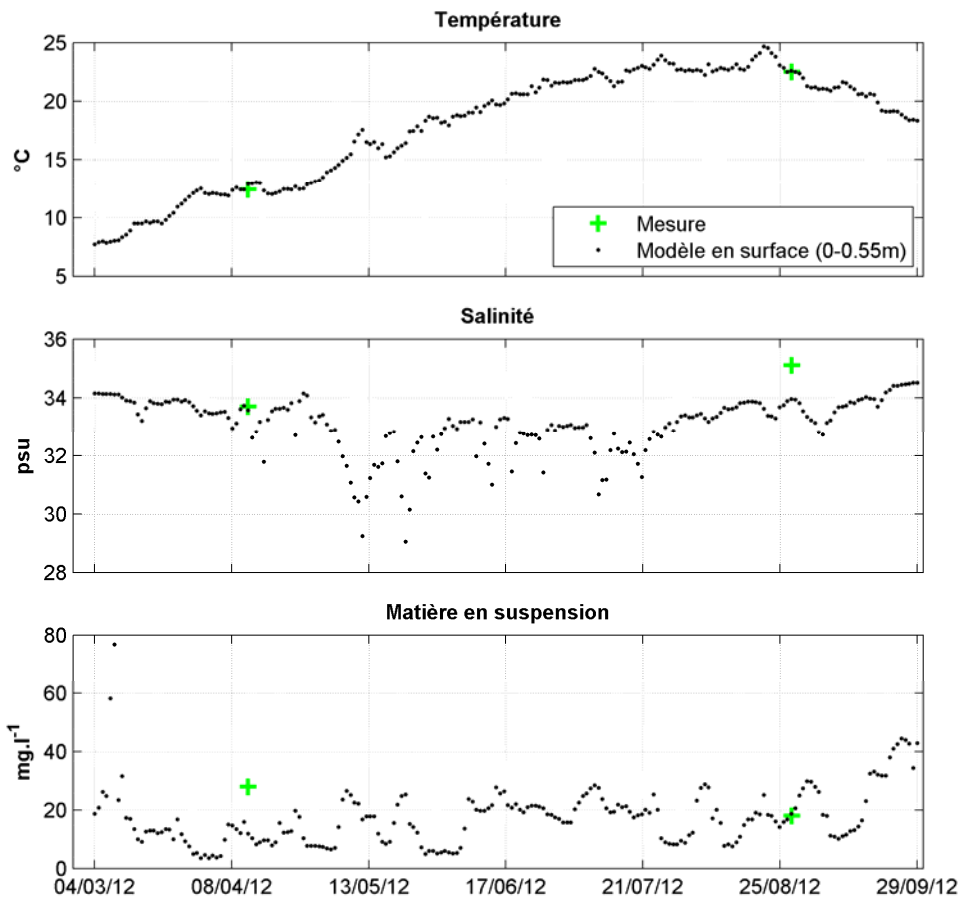 Température
25
20
15
10
5
°C
Mesure
Modèle en surface (0-0.55m)
Salinité
36
34
32
30
28
psu
Matière en suspension
80
60
40
20
0
mg.l-1
04/03/12 08/04/12 13/05/12 17/06/12 21/07/12 25/08/12 29/09/12